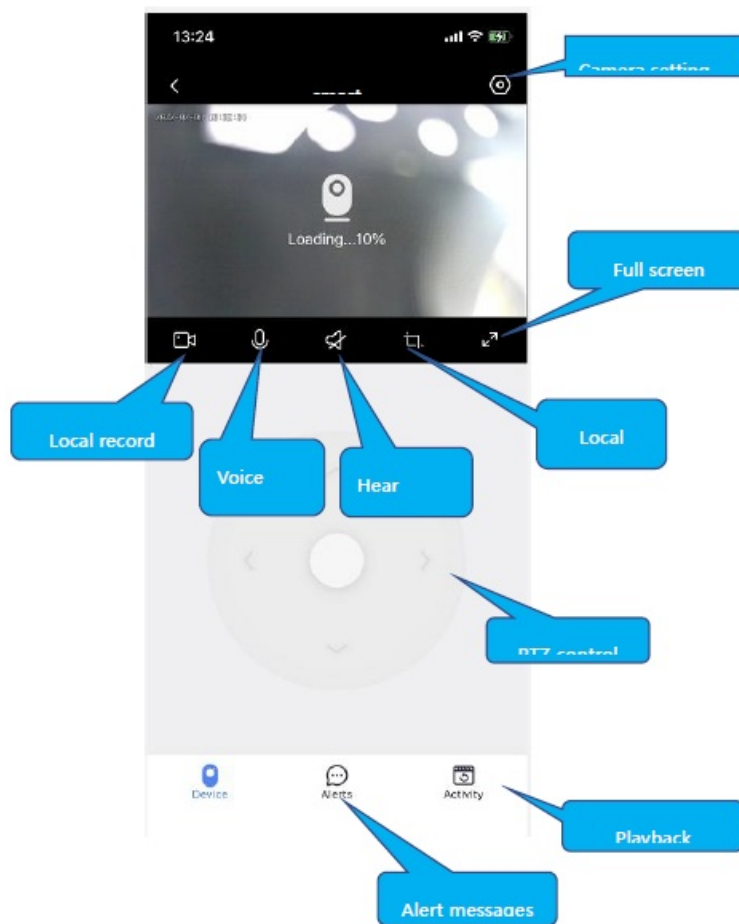 13:24
Camera setting
Loading...10%
Full screen
Local record
Voice
Hear
Local
PTZ control
Device
Alerts
Activity
Playback
Alert messages